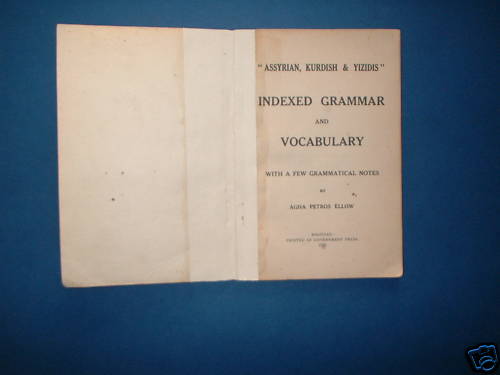 " ASSYRIAN, KURDISH & YIZIDIS "
INDEXED GRAMMAR
AND
VOCABULARY
WITH A FEW GRAMMATICAL NOTES
BY
AGHA PETROS ELLOW
BAGHDAD:
PRINTED AT GOVERNMENT PRESS.